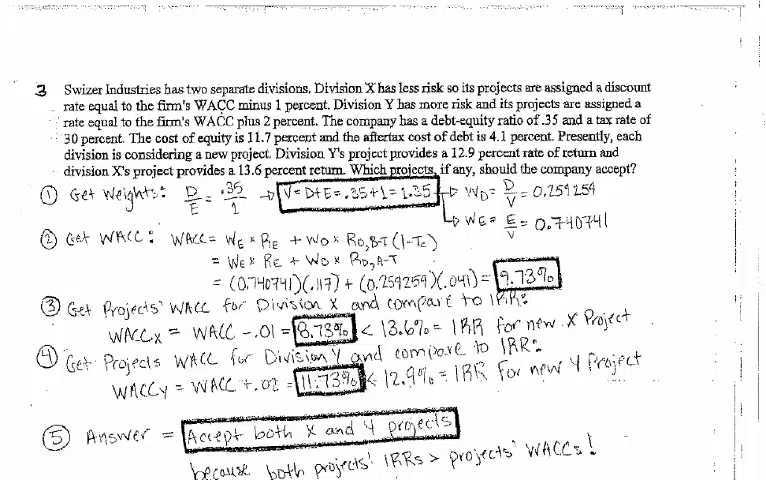 3 Swizer Industries has two separate divisions. Division X has less risk so its projects are assigned a discount
rate equal to the firm's WACC minus 1 percent. Division Y has more risk and its projects are assigned a
rate equal to the firm's WACC plus 2 percent. The company has a debt-equity ratio of .35 and a tax rate of
30 percent. The cost of equity is 11.7 percent and the aftertax cost of debt is 4.1 percent. Presently, each
division is considering a new project. Division Y's project provides a 12.9 percent rate of return and
division X's project provides a 13.6 percent return. Which projects, if any, should the company accept?
① Get Weights: D/E = .35/1 → V = D+E = .35+1 = 1.35 → WD = D/V = 0.259259
→ WE = E/V = 0.740741
② Get WACC: WACC = WE × RE + WD × RD,B-T (1-Tc)
= WE × RE + WD × RD,A-T
= (0.740741)(.117) + (0.259259)(.041) = 9.73%
③ Get Projects' WACC for Division X and compare to IRR:
WACCX = WACC - .01 = 8.73% < 13.6% = IRR for new X Project
④ Get Projects WACC for Division Y and compare to IRR:
WACCY = WACC + .02 = 11.73% < 12.9% = IRR for new Y Project
⑤ Answer = Accept both X and Y projects
because both projects' IRRs > projects' WACCs!